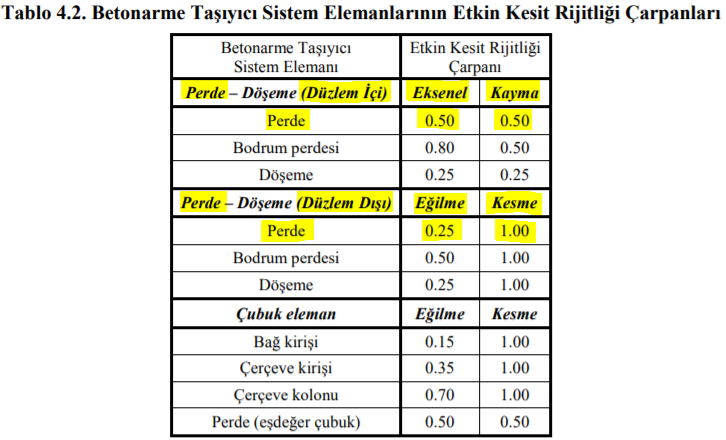 Tablo 4.2. Betonarme Taşıyıcı Sistem Elemanlarının Etkin Kesit Rijitliği Çarpanları
Betonarme Taşıyıcı Etkin Kesit Rijitliği
Sistem Elemanı Çarpanı
Perde – Döşeme (Düzlem İçi) Eksenel Kayma
Perde 0.50 0.50
Bodrum perdesi 0.80 0.50
Döşeme 0.25 0.25
Perde – Döşeme (Düzlem Dışı) Eğilme Kesme
Perde 0.25 1.00
Bodrum perdesi 0.50 1.00
Döşeme 0.25 1.00
Çubuk eleman Eğilme Kesme
Bağ kirişi 0.15 1.00
Çerçeve kirişi 0.35 1.00
Çerçeve kolonu 0.70 1.00
Perde (eşdeğer çubuk) 0.50 0.50